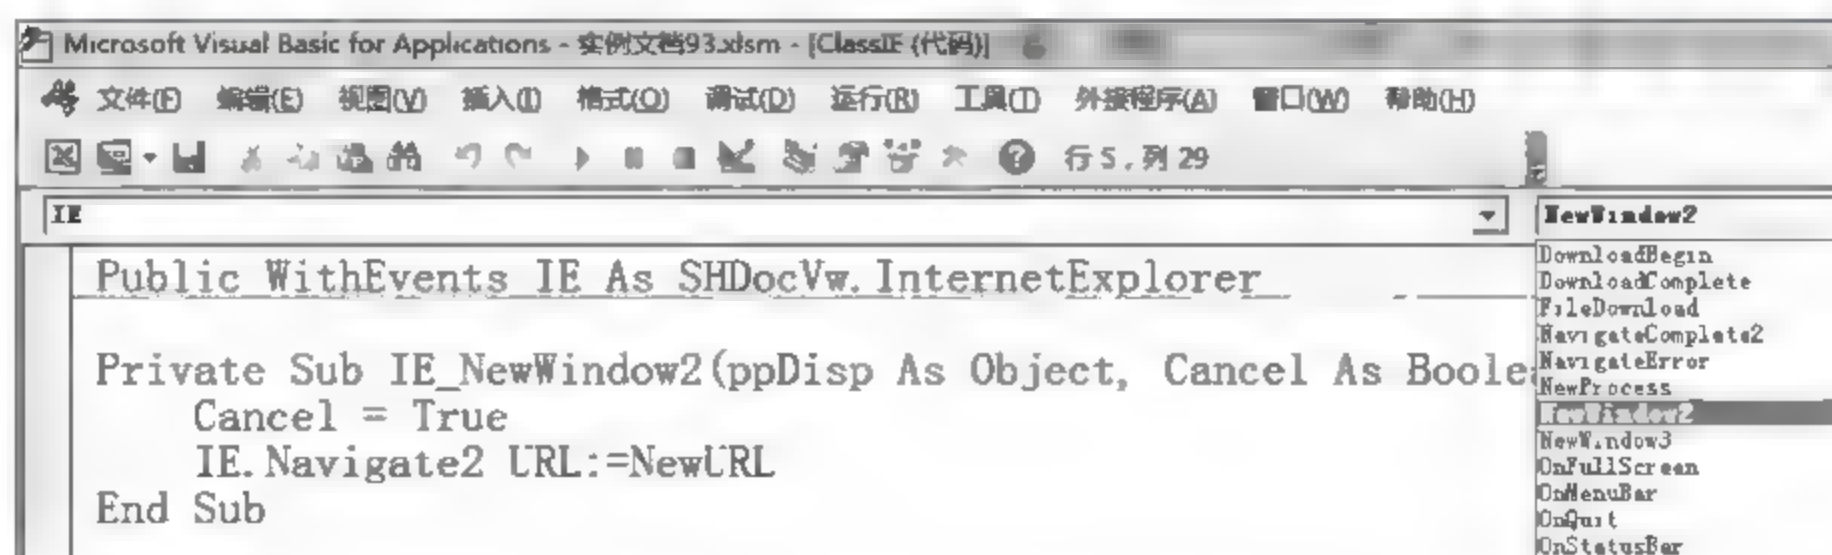 Microsoft Visual Basic for Applications - 实例文档93.xlsm - [ClassIE (代码)]
文件(F) 编辑(E) 视图(V) 插入(I) 格式(O) 调试(D) 运行(R) 工具(T) 外接程序(A) 窗口(W) 帮助(H)
行 5, 列 29
IE
NewWindow2
Public WithEvents IE As SHDocVw.InternetExplorer
Private Sub IE_NewWindow2(ppDisp As Object, Cancel As Boolea
Cancel = True
IE.Navigate2 URL:=NewURL
End Sub
DownloadBegin
DownloadComplete
FileDownload
NavigateComplete2
NavigateError
NewProcess
NewWindow2
NewWindow3
OnFullScreen
OnMenuBar
OnQuit
OnStatusBar